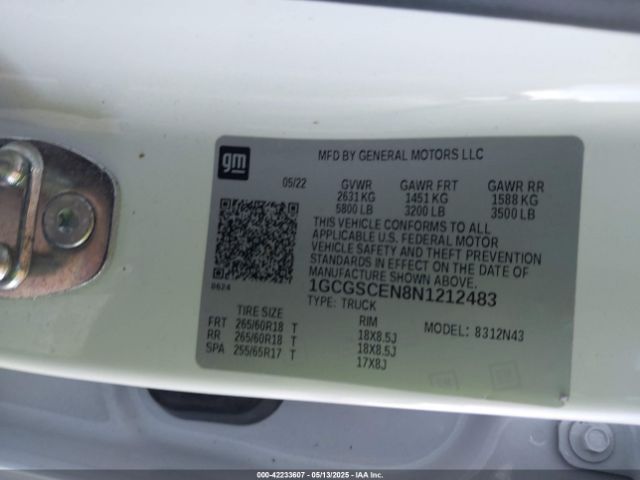 gm
MFD BY GENERAL MOTORS LLC
05/22 GVWR GAWR FRT GAWR RR
2631 KG 1451 KG 1588 KG
5800 LB 3200 LB 3500 LB
THIS VEHICLE CONFORMS TO ALL
APPLICABLE U.S. FEDERAL MOTOR
VEHICLE SAFETY AND THEFT PREVENTION
STANDARDS IN EFFECT ON THE DATE OF
MANUFACTURE SHOWN ABOVE.
1GCGSCEN8N1212483
0624 TYPE: TRUCK
TIRE SIZE RIM MODEL: 8312N43
FRT 265/60R18 T 18X8.5J
RR 265/60R18 T 18X8.5J
SPA 255/65R17 T 17X8J
000-42233607 05/13/2025 IAA Inc.